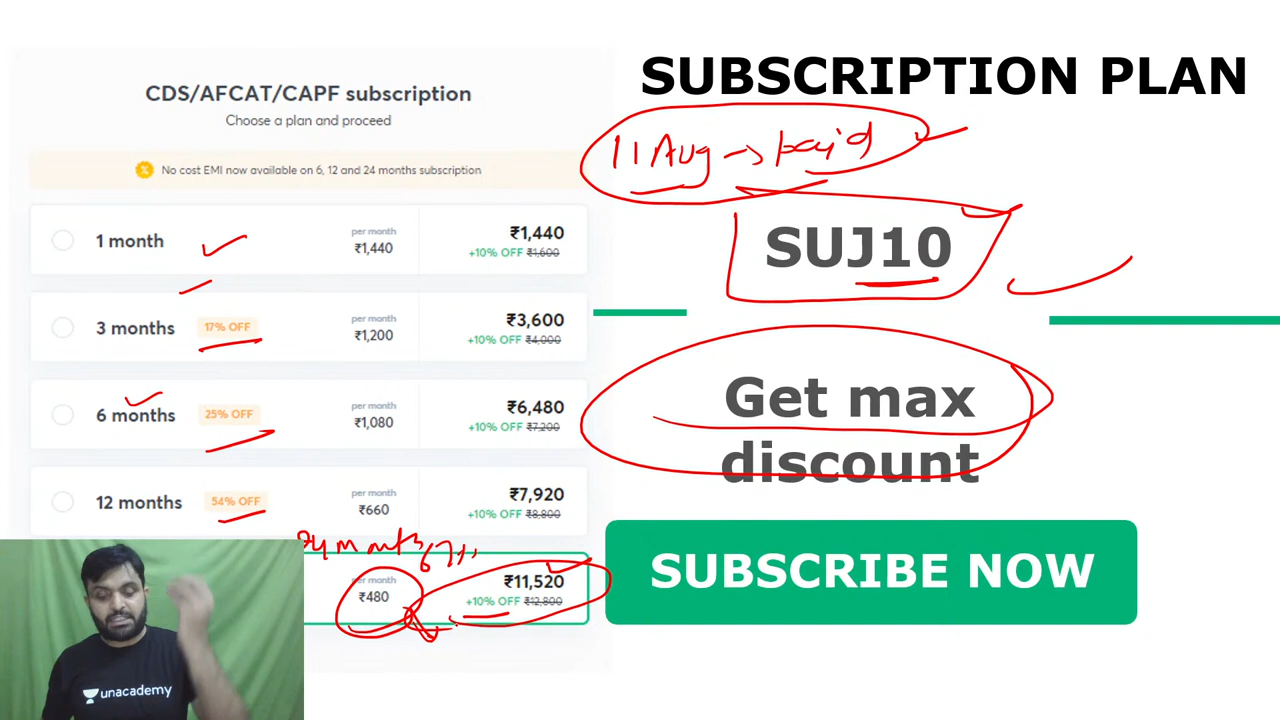 SUBSCRIPTION PLAN
CDS/AFCAT/CAPF subscription
Choose a plan and proceed
No cost EMI now available on 6, 12 and 24 months subscription
1 month
per month
₹1,440
₹1,440
+10% OFF ₹1,600
3 months 17% OFF
per month
₹1,200
₹3,600
+10% OFF ₹4,000
6 months 25% OFF
per month
₹1,080
₹6,480
+10% OFF ₹7,200
12 months 54% OFF
per month
₹660
₹7,920
+10% OFF ₹8,800
24 months 67%
per month
₹480
₹11,520
+10% OFF ₹12,800
11 Aug → paid
SUJ10
Get max
discount
SUBSCRIBE NOW
unacademy